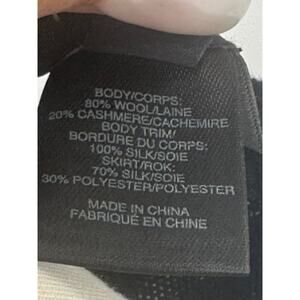 BODY/CORPS:
80% WOOL/LAINE
20% CASHMERE/CACHEMIRE
BODY TRIM/
BORDURE DU CORPS:
100% SILK/SOIE
SKIRT/ROK:
70% SILK/SOIE
30% POLYESTER/POLYESTER
MADE IN CHINA
FABRIQUÉ EN CHINE